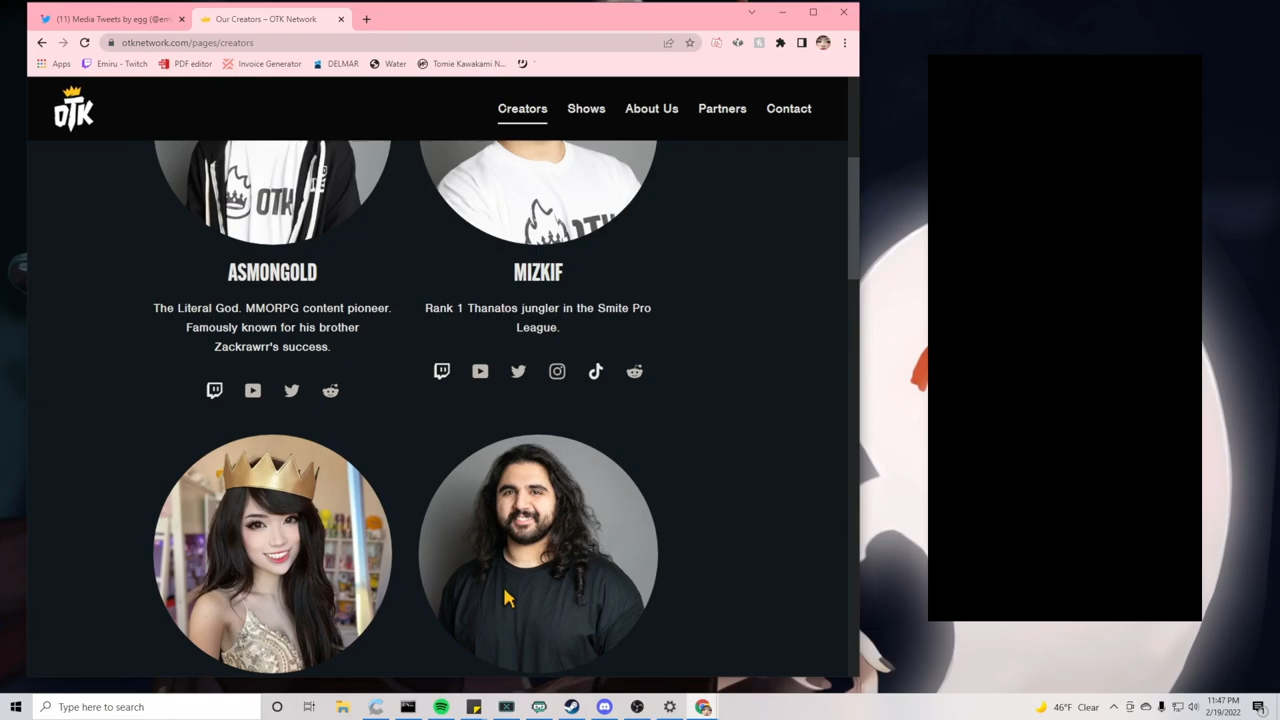 (11) Media Tweets by egg (@em
Our Creators – OTK Network
otknetwork.com/pages/creators
Apps
Emiru - Twitch
PDF editor
Invoice Generator
DELMAR
Water
Tomie Kawakami N...
OTK
Creators
Shows
About Us
Partners
Contact
OTK
OTK
ASMONGOLD
MIZKIF
The Literal God. MMORPG content pioneer.
Famously known for his brother
Zackrawrr's success.
Rank 1 Thanatos jungler in the Smite Pro
League.
Type here to search
46°F Clear
11:47 PM
2/19/2022